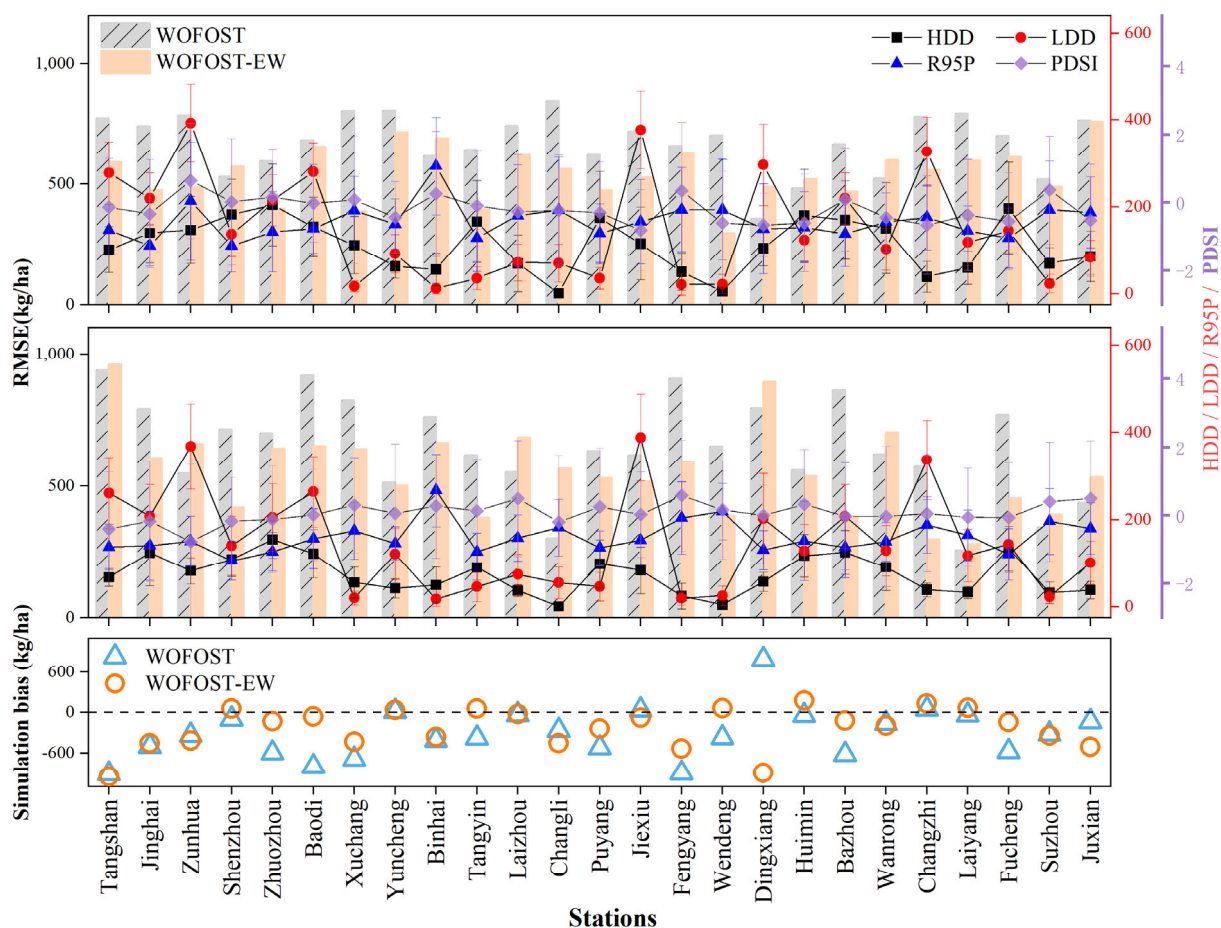 WOFOST
WOFOST-EW
HDD
LDD
R95P
PDSI
1,000
500
0
600
400
200
0
4
2
0
−2
1,000
500
0
600
400
200
0
4
2
0
−2
RMSE(kg/ha)
HDD / LDD / R95P / PDSI
WOFOST
WOFOST-EW
600
0
-600
Simulation bias (kg/ha)
Tangshan
Jinghai
Zunhua
Shenzhou
Zhuozhou
Baodi
Xuchang
Yuncheng
Binhai
Tangyin
Laizhou
Changli
Puyang
Jiexiu
Fengyang
Wendeng
Dingxiang
Huimin
Bazhou
Wanrong
Changzhi
Laiyang
Fucheng
Suzhou
Juxian
Stations